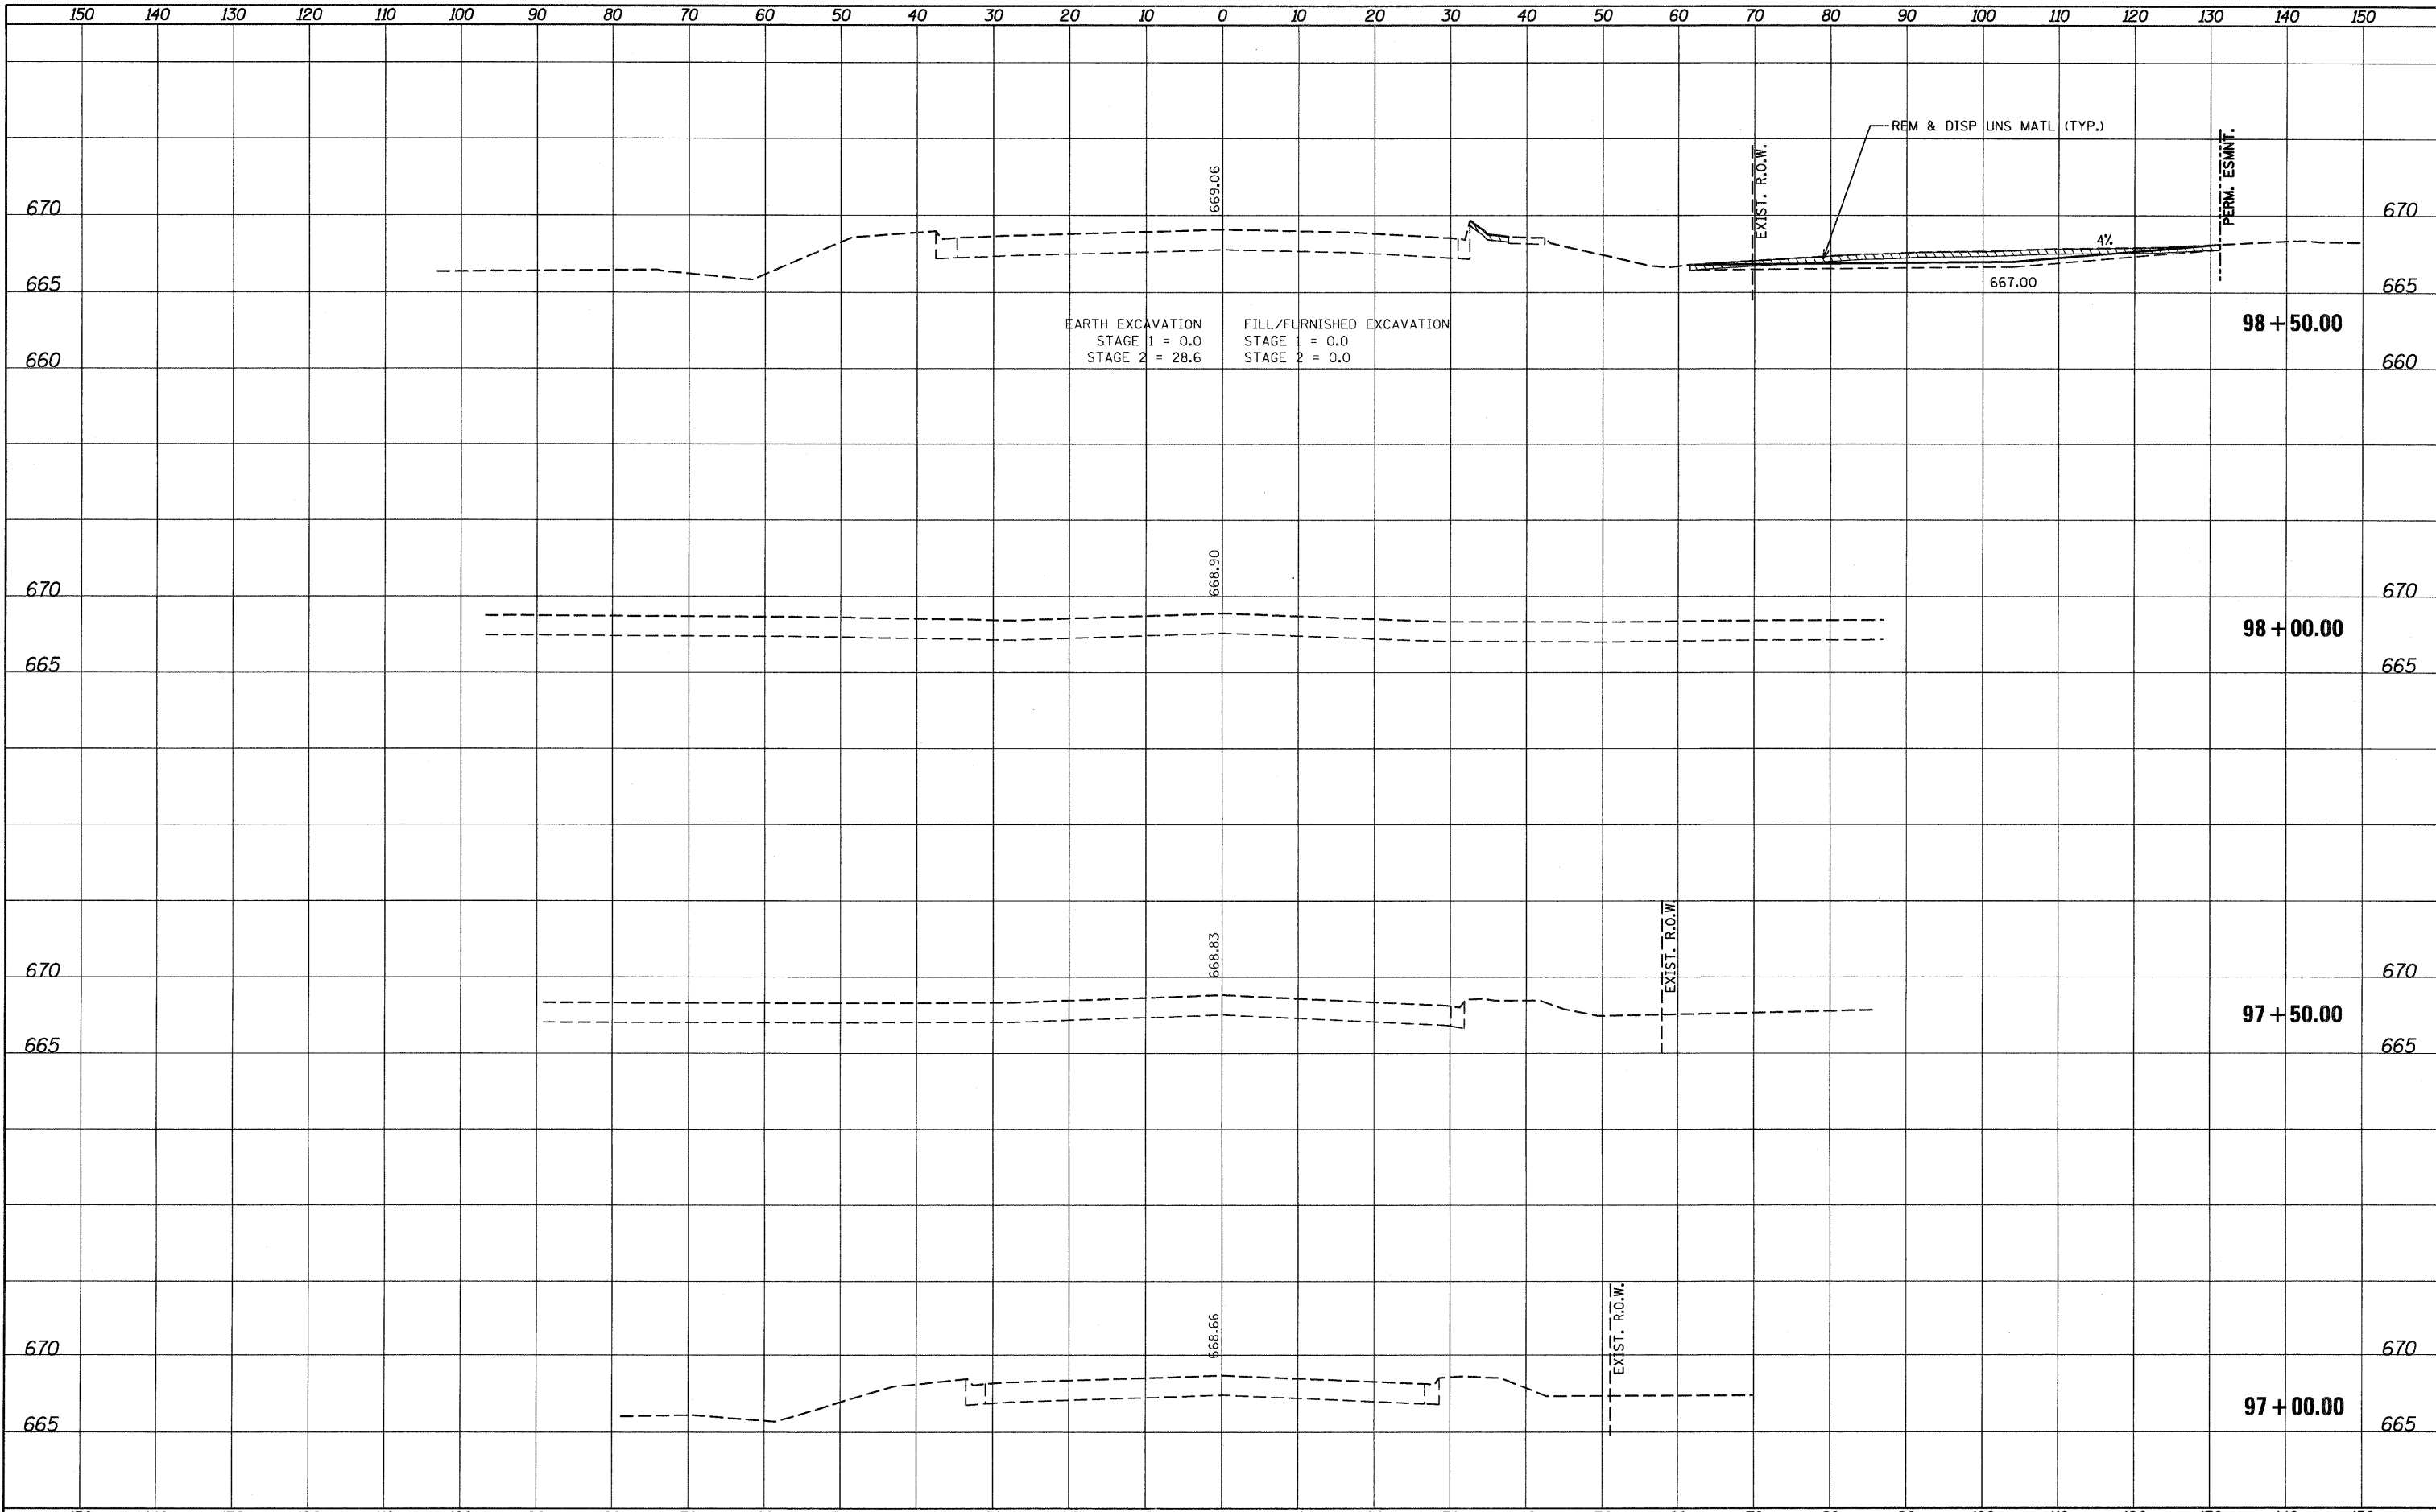 150 140 130 120 110 100 90 80 70 60 50 40 30 20 10 0 10 20 30 40 50 60 70 80 90 100 110 120 130 140 150
REM & DISP UNS MATL (TYP.)
EXIST. R.O.W.
PERM. ESMNT.
669.06
670 670
4%
665 665
667.00
98+50.00
EARTH EXCAVATION FILL/FURNISHED EXCAVATION
STAGE 1 = 0.0 STAGE 1 = 0.0
STAGE 2 = 28.6 STAGE 2 = 0.0
660 660
668.90
670 670
98+00.00
665 665
EXIST. R.O.W.
668.83
670 670
97+50.00
665 665
EXIST. R.O.W.
668.66
670 670
97+00.00
665 665